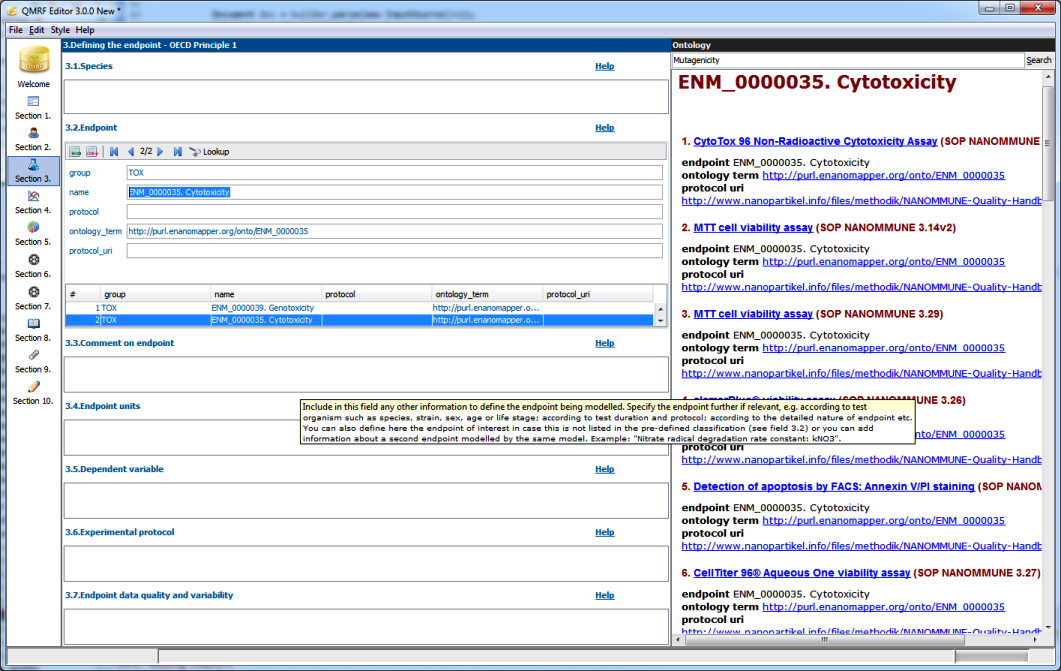 QMRF Editor 3.0.0 New *
File Edit Style Help
Welcome
Section 1.
Section 2.
Section 3.
Section 4.
Section 5.
Section 6.
Section 7.
Section 8.
Section 9.
Section 10.
3.Defining the endpoint - OECD Principle 1
3.1.Species Help
3.2.Endpoint Help
2/2 Lookup
group TOX
name ENM_0000035. Cytotoxicity
protocol
ontology_term http://purl.enanomapper.org/onto/ENM_0000035
protocol_uri
# group name protocol ontology_term protocol_uri
1 TOX ENM_0000039. Genotoxicity http://purl.enanomapper.o...
2 TOX ENM_0000035. Cytotoxicity http://purl.enanomapper.o...
3.3.Comment on endpoint Help
3.4.Endpoint units
Include in this field any other information to define the endpoint being modelled. Specify the endpoint further if relevant, e.g. according to test
organism such as species, strain, sex, age or life stage; according to test duration and protocol; according to the detailed nature of endpoint etc.
You can also define here the endpoint of interest in case this is not listed in the pre-defined classification (see field 3.2) or you can add
information about a second endpoint modelled by the same model. Example: "Nitrate radical degradation rate constant: kNO3".
3.5.Dependent variable Help
3.6.Experimental protocol Help
3.7.Endpoint data quality and variability Help
Ontology
Mutagenicity Search
ENM_0000035. Cytotoxicity
1. CytoTox 96 Non-Radioactive Cytotoxicity Assay (SOP NANOMMUNE
endpoint ENM_0000035. Cytotoxicity
ontology term http://purl.enanomapper.org/onto/ENM_0000035
protocol uri
http://www.nanopartikel.info/files/methodik/NANOMMUNE-Quality-Handb
2. MTT cell viability assay (SOP NANOMMUNE 3.14v2)
endpoint ENM_0000035. Cytotoxicity
ontology term http://purl.enanomapper.org/onto/ENM_0000035
protocol uri
http://www.nanopartikel.info/files/methodik/NANOMMUNE-Quality-Handb
3. MTT cell viability assay (SOP NANOMMUNE 3.29)
endpoint ENM_0000035. Cytotoxicity
ontology term http://purl.enanomapper.org/onto/ENM_0000035
protocol uri
http://www.nanopartikel.info/files/methodik/NANOMMUNE-Quality-Handb
4. alamarBlue® viability assay (SOP NANOMMUNE 3.26)
nto/ENM_0000035
protocol uri
http://www.nanopartikel.info/files/methodik/NANOMMUNE-Quality-Handb
5. Detection of apoptosis by FACS: Annexin V/PI staining (SOP NANOM
endpoint ENM_0000035. Cytotoxicity
ontology term http://purl.enanomapper.org/onto/ENM_0000035
protocol uri
http://www.nanopartikel.info/files/methodik/NANOMMUNE-Quality-Handb
6. CellTiter 96® Aqueous One viability assay (SOP NANOMMUNE 3.27)
endpoint ENM_0000035. Cytotoxicity
ontology term http://purl.enanomapper.org/onto/ENM_0000035
protocol uri
http://www.nanopartikel.info/files/methodik/NANOMMUNE-Quality-Handb